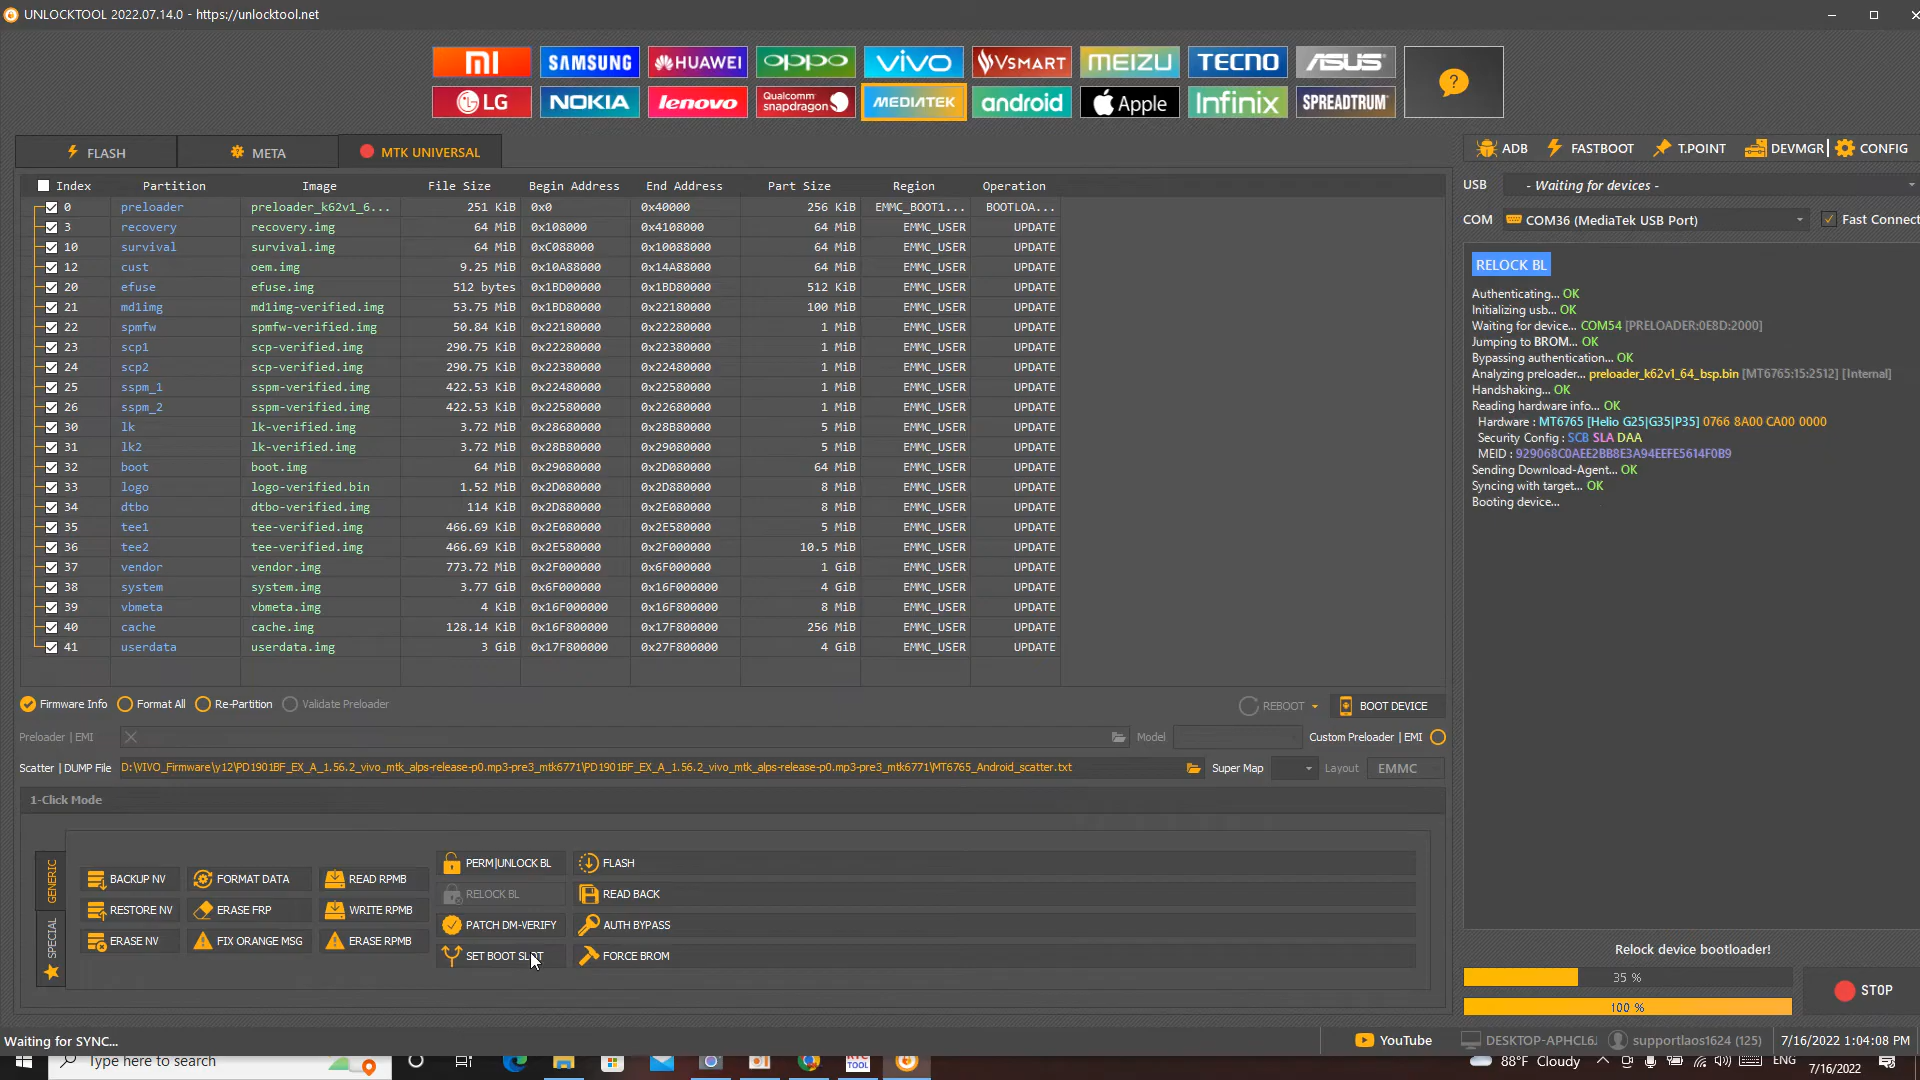 UNLOCKTOOL 2022.07.14.0 - https://unlocktool.net
mi SAMSUNG HUAWEI oppo vivo VSMART MEIZU TECNO ASUS ?
LG NOKIA lenovo Qualcomm snapdragon MEDIATEK android Apple Infinix SPREADTRUM
FLASH META MTK UNIVERSAL
ADB FASTBOOT T.POINT DEVMGR CONFIG
USB - Waiting for devices -
COM COM36 (MediaTek USB Port) Fast Connect
Index Partition Image File Size Begin Address End Address Part Size Region Operation
0 preloader preloader_k62v1_6... 251 KiB 0x0 0x40000 256 KiB EMMC_BOOT1... BOOTLOA...
3 recovery recovery.img 64 MiB 0x108000 0x4108000 64 MiB EMMC_USER UPDATE
10 survival survival.img 64 MiB 0xC088000 0x10088000 64 MiB EMMC_USER UPDATE
12 cust oem.img 9.25 MiB 0x10A88000 0x14A88000 64 MiB EMMC_USER UPDATE
20 efuse efuse.img 512 bytes 0x1BD00000 0x1BD80000 512 KiB EMMC_USER UPDATE
21 md1img md1img-verified.img 53.75 MiB 0x1BD80000 0x22180000 100 MiB EMMC_USER UPDATE
22 spmfw spmfw-verified.img 50.84 KiB 0x22180000 0x22280000 1 MiB EMMC_USER UPDATE
23 scp1 scp-verified.img 290.75 KiB 0x22280000 0x22380000 1 MiB EMMC_USER UPDATE
24 scp2 scp-verified.img 290.75 KiB 0x22380000 0x22480000 1 MiB EMMC_USER UPDATE
25 sspm_1 sspm-verified.img 422.53 KiB 0x22480000 0x22580000 1 MiB EMMC_USER UPDATE
26 sspm_2 sspm-verified.img 422.53 KiB 0x22580000 0x22680000 1 MiB EMMC_USER UPDATE
30 lk lk-verified.img 3.72 MiB 0x28680000 0x28B80000 5 MiB EMMC_USER UPDATE
31 lk2 lk-verified.img 3.72 MiB 0x28B80000 0x29080000 5 MiB EMMC_USER UPDATE
32 boot boot.img 64 MiB 0x29080000 0x2D080000 64 MiB EMMC_USER UPDATE
33 logo logo-verified.bin 1.52 MiB 0x2D080000 0x2D880000 8 MiB EMMC_USER UPDATE
34 dtbo dtbo-verified.img 114 KiB 0x2D880000 0x2E080000 8 MiB EMMC_USER UPDATE
35 tee1 tee-verified.img 466.69 KiB 0x2E080000 0x2E580000 5 MiB EMMC_USER UPDATE
36 tee2 tee-verified.img 466.69 KiB 0x2E580000 0x2F000000 10.5 MiB EMMC_USER UPDATE
37 vendor vendor.img 773.72 MiB 0x2F000000 0x6F000000 1 GiB EMMC_USER UPDATE
38 system system.img 3.77 GiB 0x6F000000 0x16F000000 4 GiB EMMC_USER UPDATE
39 vbmeta vbmeta.img 4 KiB 0x16F000000 0x16F800000 8 MiB EMMC_USER UPDATE
40 cache cache.img 128.14 KiB 0x16F800000 0x17F800000 256 MiB EMMC_USER UPDATE
41 userdata userdata.img 3 GiB 0x17F800000 0x27F800000 4 GiB EMMC_USER UPDATE
RELOCK BL
Authenticating... OK
Initializing usb... OK
Waiting for device... COM54 [PRELOADER:0E8D:2000]
Jumping to BROM... OK
Bypassing authentication... OK
Analyzing preloader... preloader_k62v1_64_bsp.bin [MT6765:15:2512] [Internal]
Handshaking... OK
Reading hardware info... OK
Hardware : MT6765 [Helio G25|G35|P35] 0766 8A00 CA00 0000
Security Config : SCB SLA DAA
MEID : 929068C0AEE2BB8E3A94EEFE5614F0B9
Sending Download-Agent... OK
Syncing with target... OK
Booting device...
Firmware Info Format All Re-Partition Validate Preloader REBOOT BOOT DEVICE
Preloader | EMI Model Custom Preloader | EMI
Scatter | DUMP File D:\VIVO_Firmware\y12\PD1901BF_EX_A_1.56.2_vivo_mtk_alps-release-p0.mp3-pre3_mtk6771\PD1901BF_EX_A_1.56.2_vivo_mtk_alps-release-p0.mp3-pre3_mtk6771\MT6765_Android_scatter.txt Super Map Layout EMMC
1-Click Mode
GENERIC
SPECIAL
PERM|UNLOCK BL FLASH
BACKUP NV FORMAT DATA READ RPMB RELOCK BL READ BACK
RESTORE NV ERASE FRP WRITE RPMB PATCH DM-VERIFY AUTH BYPASS
ERASE NV FIX ORANGE MSG ERASE RPMB SET BOOT SLOT FORCE BROM
Relock device bootloader!
35 %
100 %
STOP
Waiting for SYNC... YouTube DESKTOP-APHCL6 supportlaos1624 (125) 7/16/2022 1:04:08 PM
Type here to search TOOL 88°F Cloudy ENG
7/16/2022